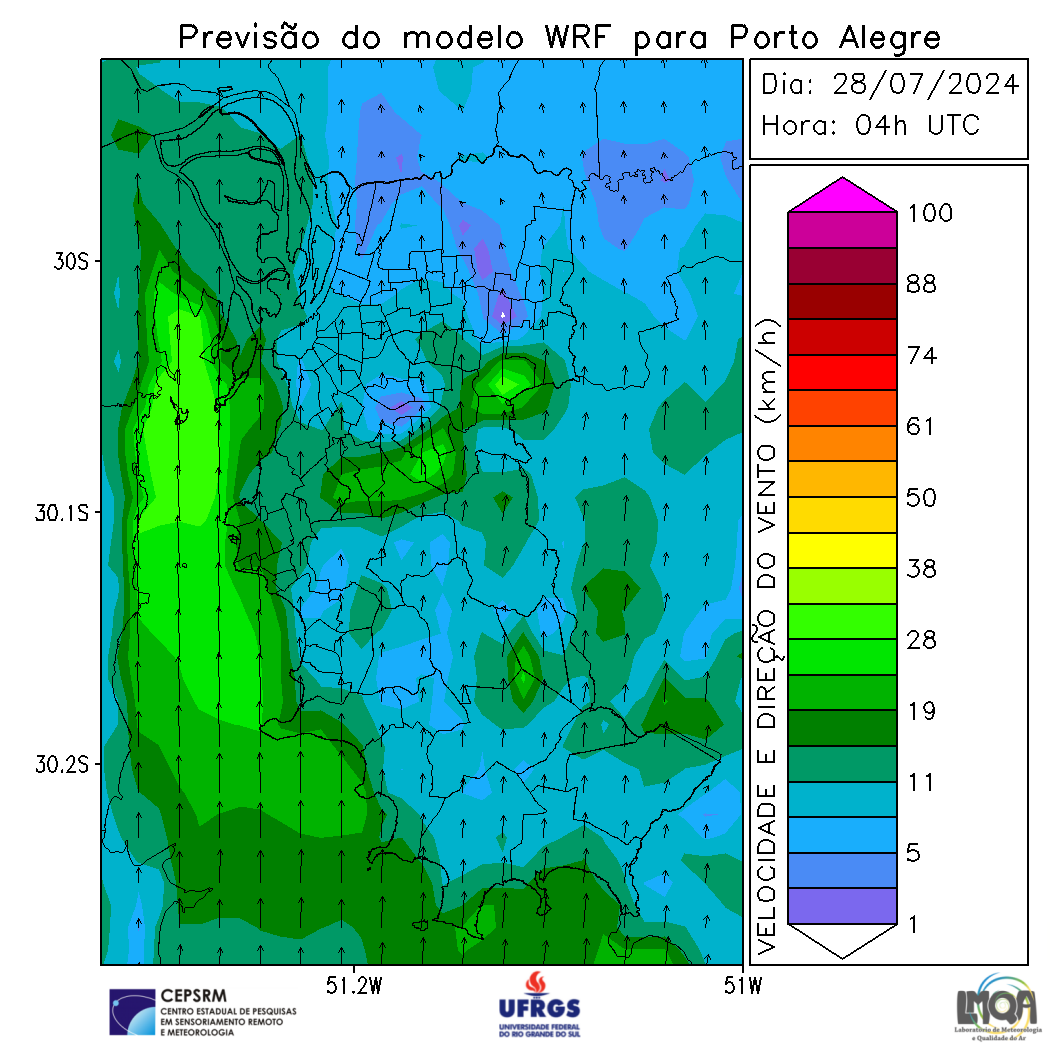 Previsão do modelo WRF para Porto Alegre
Dia: 28/07/2024
Hora: 04h UTC
30S
30.1S
30.2S
51.2W
51W
VELOCIDADE E DIREÇÃO DO VENTO (km/h)
100
88
74
61
50
38
28
19
11
5
1
CEPSRM
CENTRO ESTADUAL DE PESQUISAS
EM SENSORIAMENTO REMOTO
E METEOROLOGIA
UFRGS
UNIVERSIDADE FEDERAL
DO RIO GRANDE DO SUL
LMQA
Laboratório de Meteorologia
e Qualidade do Ar